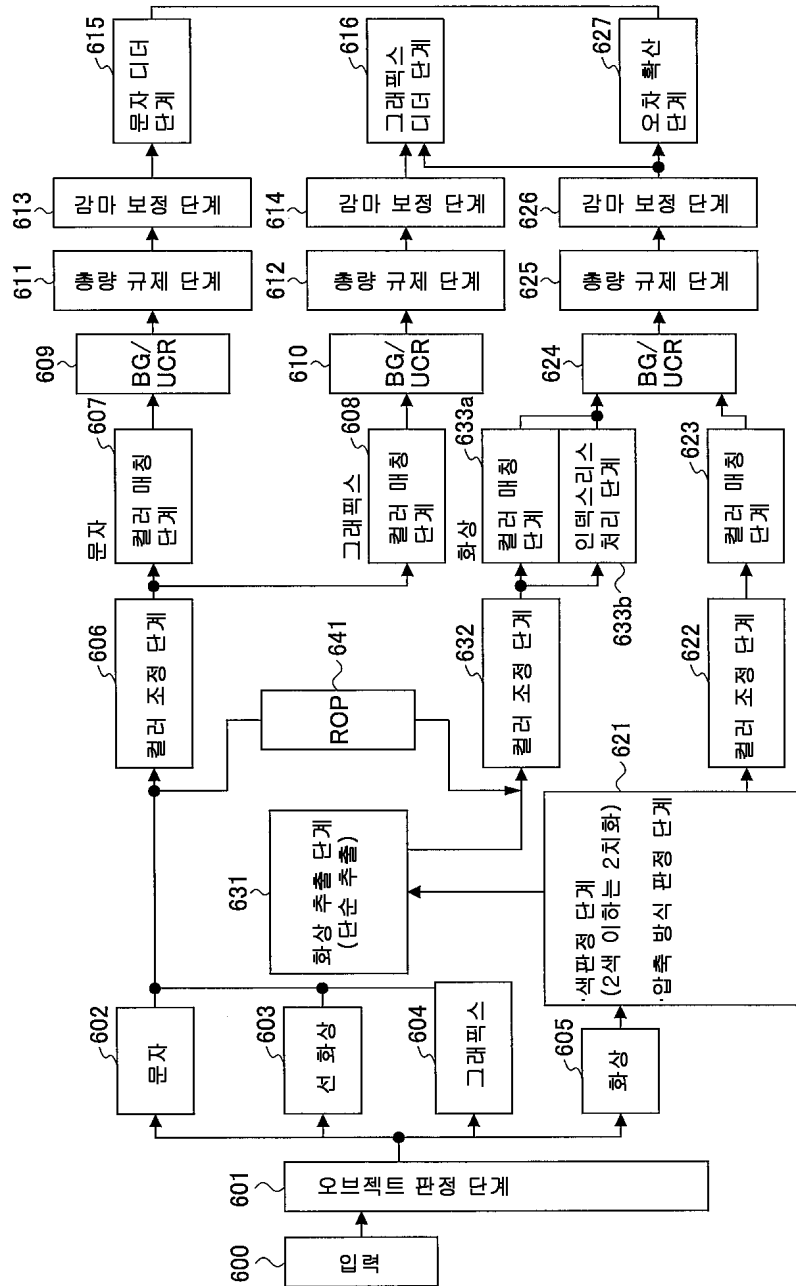 600
입력
601
오브젝트 판정 단계
602
문자
603
선 화상
604
그래픽스
605
화상
631
화상 추출 단계
(단순 추출)
621
·색판정 단계
(2색 이하는 2치화)
·압축 방식 판정 단계
606
컬러 조정 단계
641
ROP
632
컬러 조정 단계
622
컬러 조정 단계
문자
607
컬러 매칭
단계
그래픽스
608
컬러 매칭
단계
화상
633a
컬러 매칭
단계
인덱스리스
처리 단계
633b
623
컬러 매칭
단계
609
BG/
UCR
610
BG/
UCR
624
BG/
UCR
611
총량 규제 단계
612
총량 규제 단계
625
총량 규제 단계
613
감마 보정 단계
614
감마 보정 단계
626
감마 보정 단계
615
문자 디더
단계
616
그래픽스
디더 단계
627
오차 확산
단계